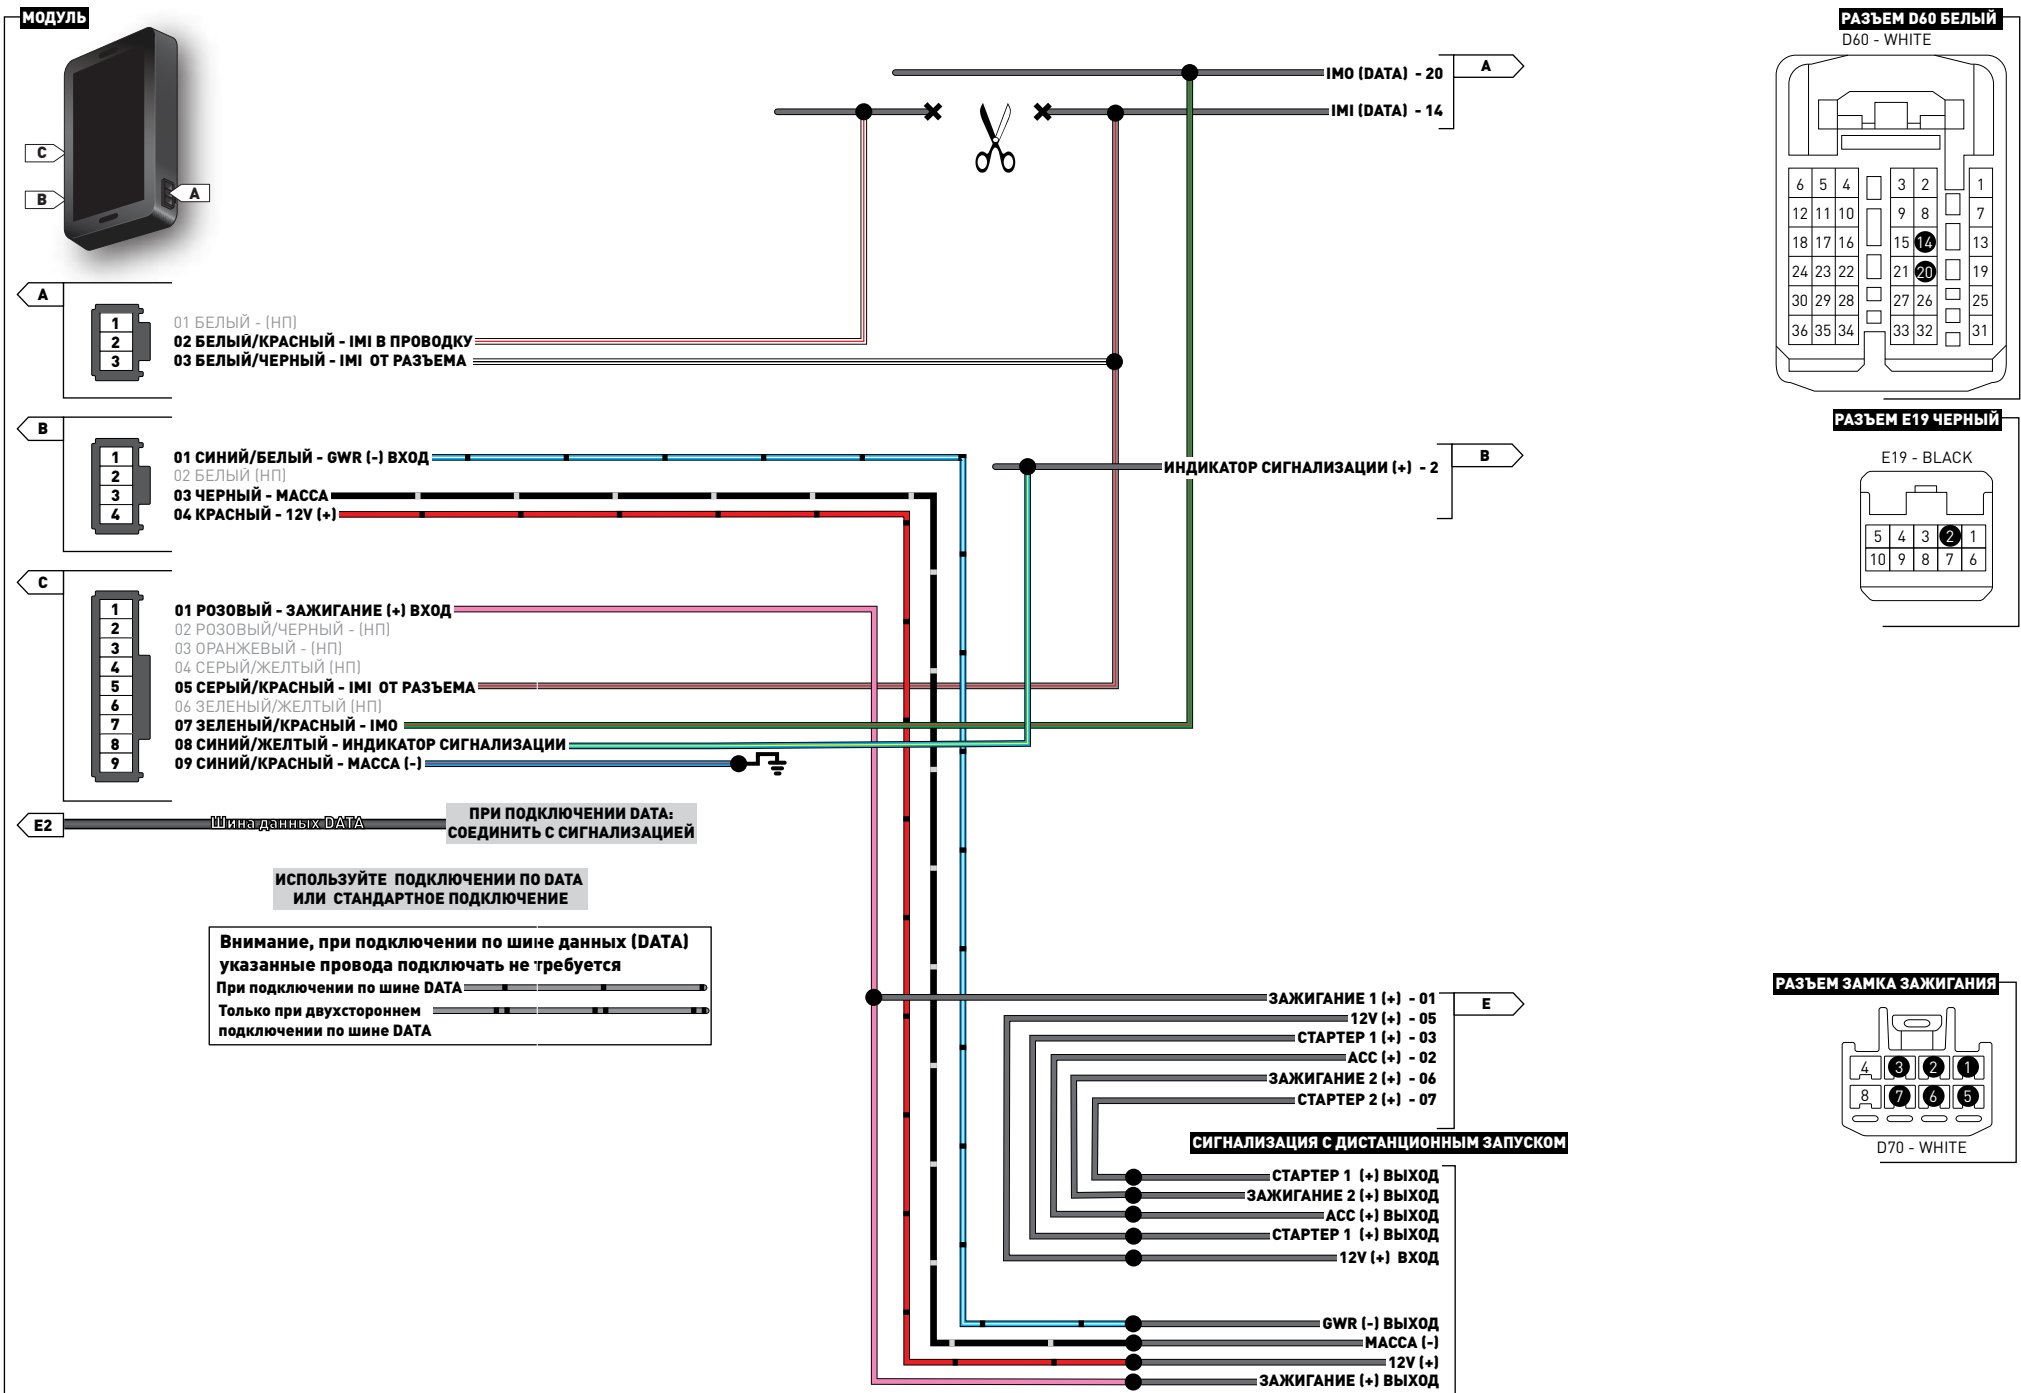 МОДУЛЬ
C
B
A
IMO (DATA) - 20
A
IMI (DATA) - 14
РАЗЪЕМ D60 БЕЛЫЙ
D60 - WHITE
6 5 4 3 2 1
12 11 10 9 8 7
18 17 16 15 14 13
24 23 22 21 20 19
30 29 28 27 26 25
36 35 34 33 32 31
A
1
2
3
01 БЕЛЫЙ - (НП)
02 БЕЛЫЙ/КРАСНЫЙ - IMI В ПРОВОДКУ
03 БЕЛЫЙ/ЧЕРНЫЙ - IMI ОТ РАЗЪЕМА
B
1
2
3
4
01 СИНИЙ/БЕЛЫЙ - GWR (-) ВХОД
02 БЕЛЫЙ (НП)
03 ЧЕРНЫЙ - МАССА
04 КРАСНЫЙ - 12V (+)
ИНДИКАТОР СИГНАЛИЗАЦИИ (+) - 2
B
РАЗЪЕМ Е19 ЧЕРНЫЙ
E19 - BLACK
5 4 3 2 1
10 9 8 7 6
C
1
2
3
4
5
6
7
8
9
01 РОЗОВЫЙ - ЗАЖИГАНИЕ (+) ВХОД
02 РОЗОВЫЙ/ЧЕРНЫЙ - (НП)
03 ОРАНЖЕВЫЙ - (НП)
04 СЕРЫЙ/ЖЕЛТЫЙ (НП)
05 СЕРЫЙ/КРАСНЫЙ - IMI ОТ РАЗЪЕМА
06 ЗЕЛЕНЫЙ/ЖЕЛТЫЙ (НП)
07 ЗЕЛЕНЫЙ/КРАСНЫЙ - IMO
08 СИНИЙ/ЖЕЛТЫЙ - ИНДИКАТОР СИГНАЛИЗАЦИИ
09 СИНИЙ/КРАСНЫЙ - МАССА (-)
E2
Шина данных DATA
ПРИ ПОДКЛЮЧЕНИИ DATA:
СОЕДИНИТЬ С СИГНАЛИЗАЦИЕЙ
ИСПОЛЬЗУЙТЕ ПОДКЛЮЧЕНИИ ПО DATA
ИЛИ СТАНДАРТНОЕ ПОДКЛЮЧЕНИЕ
Внимание, при подключении по шине данных (DATA)
указанные провода подключать не требуется
При подключении по шине DATA
Только при двухстороннем
подключении по шине DATA
ЗАЖИГАНИЕ 1 (+) - 01
12V (+) - 05
СТАРТЕР 1 (+) - 03
ACC (+) - 02
ЗАЖИГАНИЕ 2 (+) - 06
СТАРТЕР 2 (+) - 07
E
РАЗЪЕМ ЗАМКА ЗАЖИГАНИЯ
4 3 2 1
8 7 6 5
D70 - WHITE
СИГНАЛИЗАЦИЯ С ДИСТАНЦИОННЫМ ЗАПУСКОМ
СТАРТЕР 1 (+) ВЫХОД
ЗАЖИГАНИЕ 2 (+) ВЫХОД
ACC (+) ВЫХОД
СТАРТЕР 1 (+) ВЫХОД
12V (+) ВХОД
GWR (-) ВЫХОД
МАССА (-)
12V (+)
ЗАЖИГАНИЕ (+) ВЫХОД